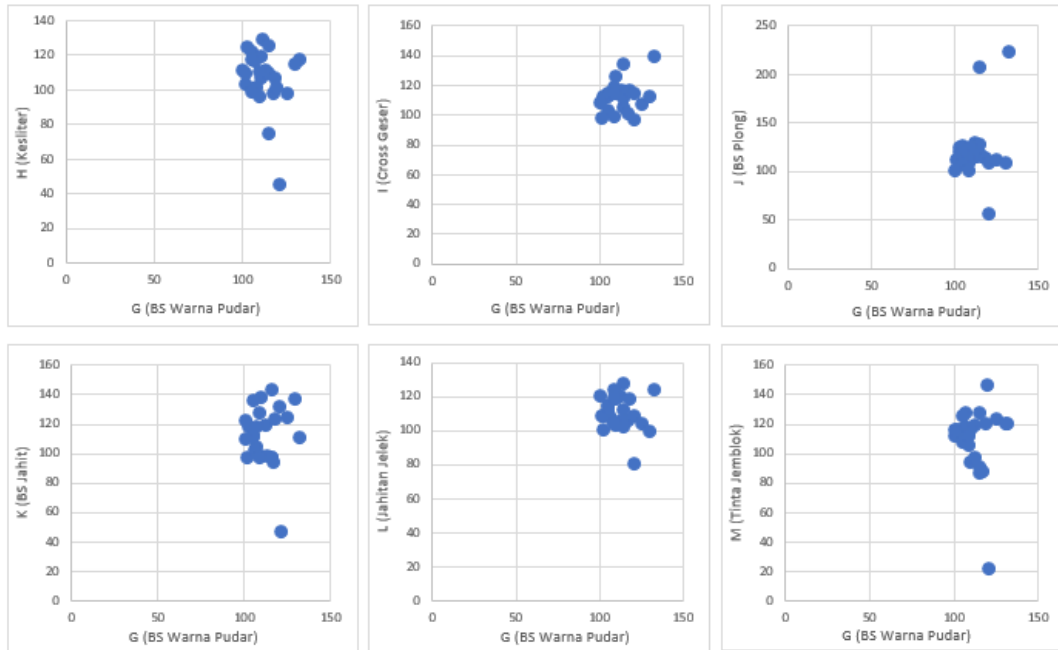 H (Kesliter)
140
120
100
80
60
40
20
0
0 50 100 150
G (BS Warna Pudar)
I (Cross Geser)
160
140
120
100
80
60
40
20
0
0 50 100 150
G (BS Warna Pudar)
J (BS Plong)
250
200
150
100
50
0
0 50 100 150
G (BS Warna Pudar)
K (BS Jahit)
160
140
120
100
80
60
40
20
0
0 50 100 150
G (BS Warna Pudar)
L (Jahitan Jelek)
140
120
100
80
60
40
20
0
0 50 100 150
G (BS Warna Pudar)
M (Tinta Jemblok)
160
140
120
100
80
60
40
20
0
0 50 100 150
G (BS Warna Pudar)